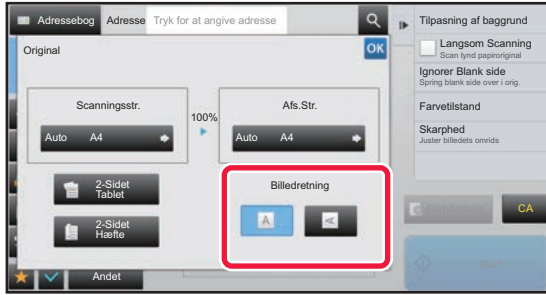 Adressebog Adresse Tryk for at angive adresse
Original
OK
Scanningsstr.
Auto A4
100%
Afs.Str.
Auto A4
2-Sidet
Tablet
2-Sidet
Hæfte
Billedretning
A A
Andet
Tilpasning af baggrund
Langsom Scanning
Scan tynd papiroriginal
Ignorer Blank side
Spring blank side over i orig.
Farvetilstand
Skarphed
Juster billedets omrids
CA
Start